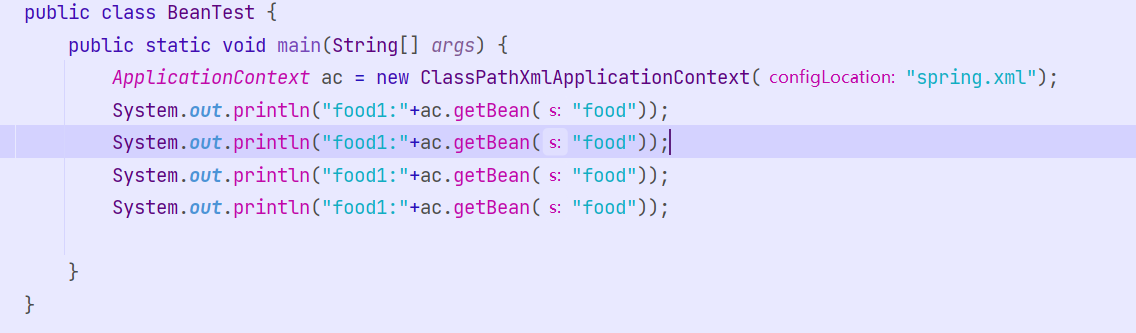 public class BeanTest {
public static void main(String[] args) {
ApplicationContext ac = new ClassPathXmlApplicationContext( configLocation: "spring.xml");
System.out.println("food1:"+ac.getBean( s: "food"));
System.out.println("food1:"+ac.getBean( s: "food"));
System.out.println("food1:"+ac.getBean( s: "food"));
System.out.println("food1:"+ac.getBean( s: "food"));
}
}